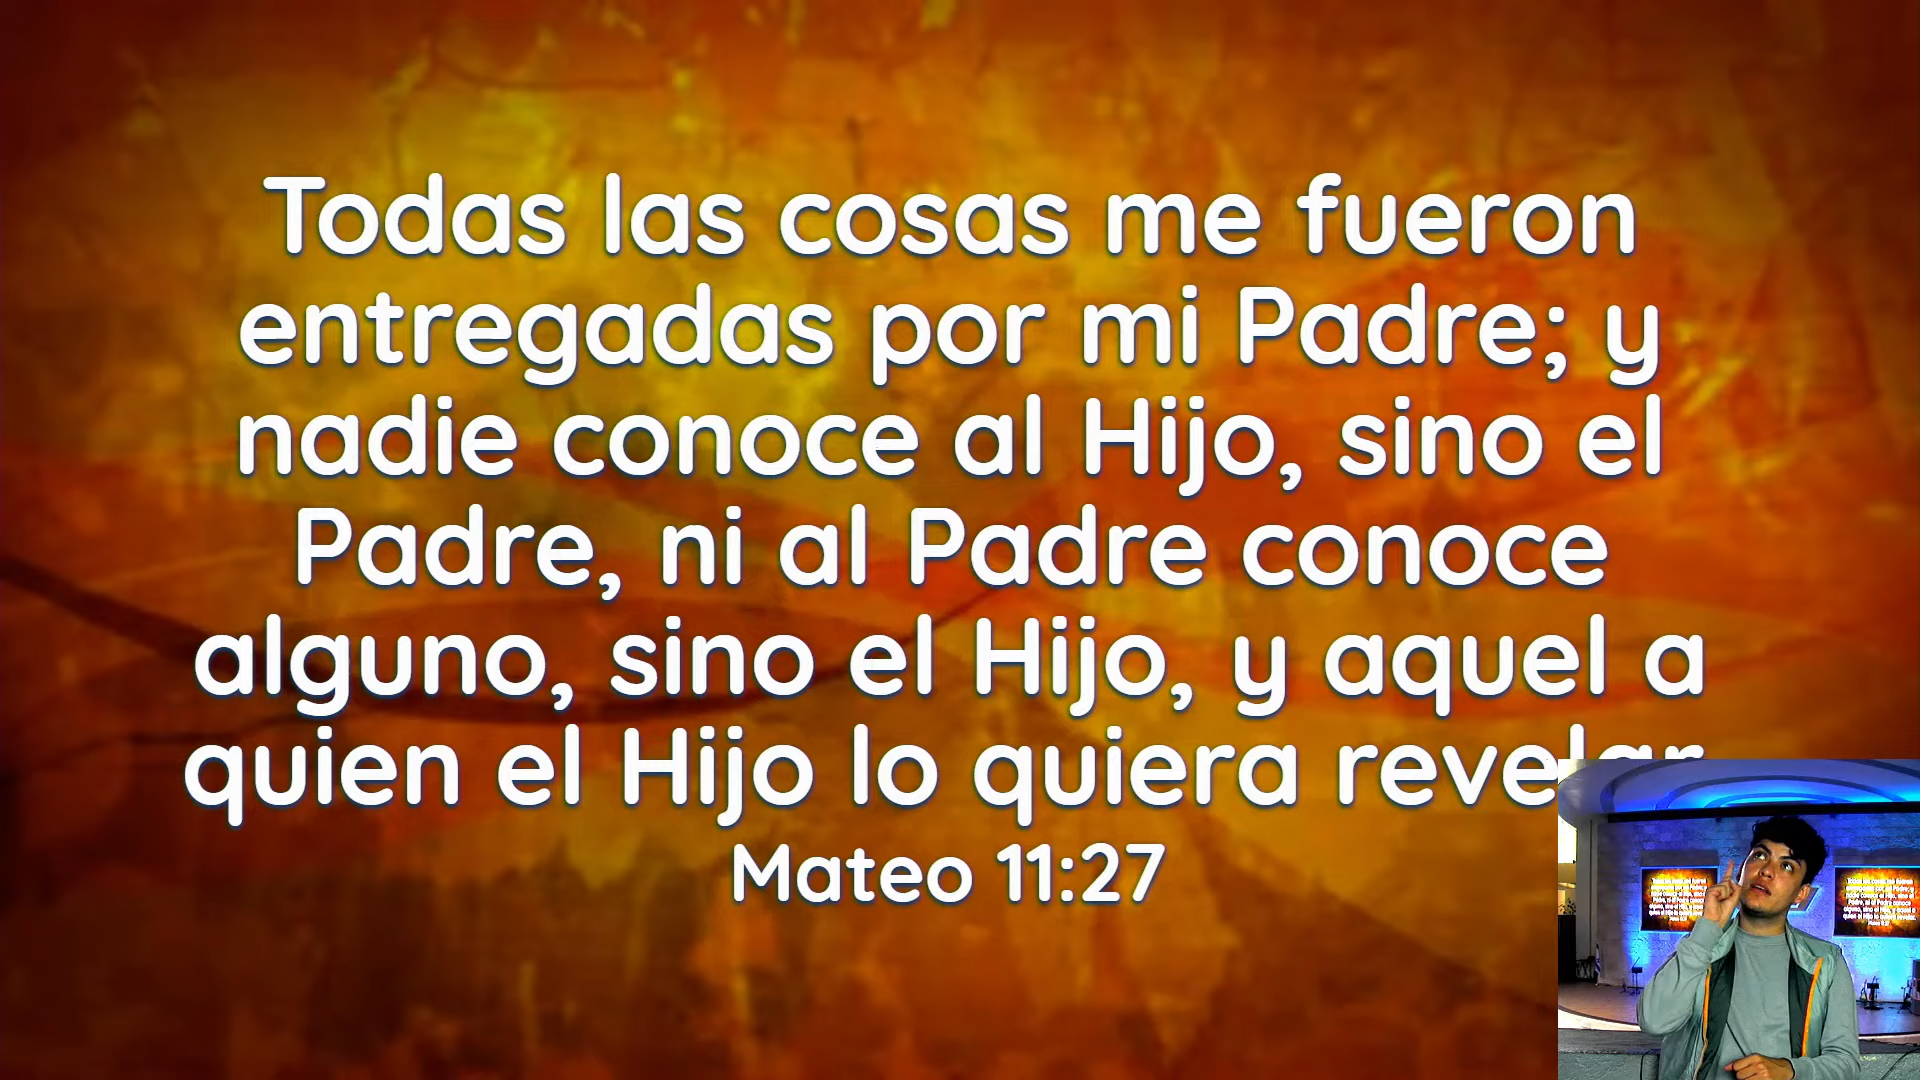 Todas las cosas me fueron
entregadas por mi Padre; y
nadie conoce al Hijo, sino el
Padre, ni al Padre conoce
alguno, sino el Hijo, y aquel a
quien el Hijo lo quiera revelar.
Mateo 11:27